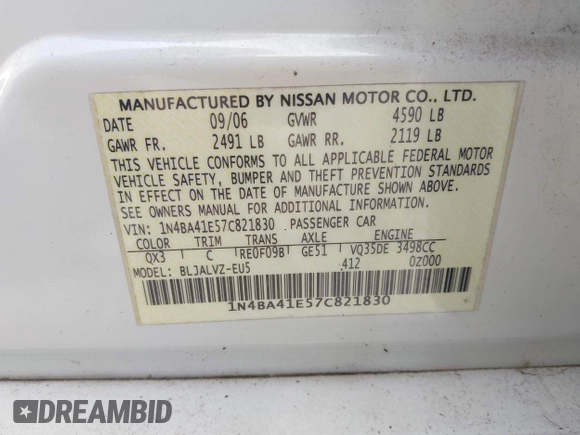 MANUFACTURED BY NISSAN MOTOR CO., LTD.
DATE 09/06 GVWR 4590 LB
GAWR FR. 2491 LB GAWR RR. 2119 LB
THIS VEHICLE CONFORMS TO ALL APPLICABLE FEDERAL MOTOR
VEHICLE SAFETY, BUMPER AND THEFT PREVENTION STANDARDS
IN EFFECT ON THE DATE OF MANUFACTURE SHOWN ABOVE.
SEE OWNERS MANUAL FOR ADDITIONAL INFORMATION.
VIN: 1N4BA41E57C821830 PASSENGER CAR
COLOR TRIM TRANS AXLE ENGINE
QX3 C RE0F09B GE51 VQ35DE 3498CC
MODEL: BLJALVZ-EU5 412 0Z000
1N4BA41E57C821830
DREAMBID